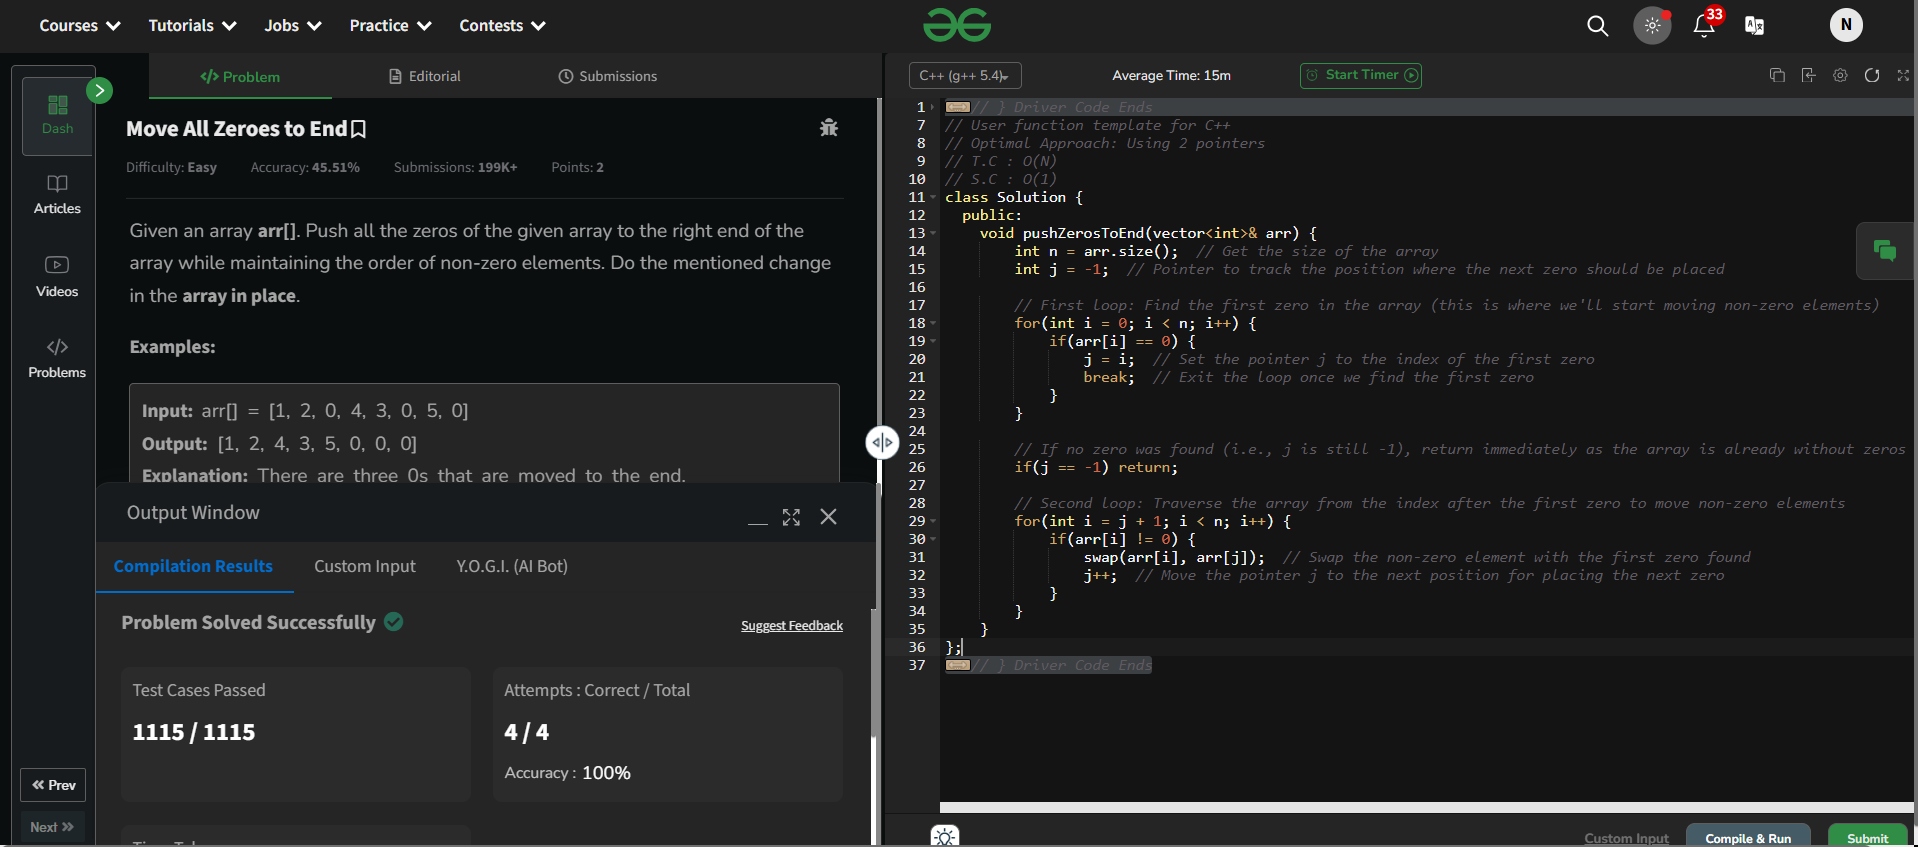 Courses
Tutorials
Jobs
Practice
Contests
33
N
Dash
Articles
Videos
</> Problems
Prev
Next
</> Problem
Editorial
Submissions
Move All Zeroes to End
Difficulty: Easy Accuracy: 45.51% Submissions: 199K+ Points: 2
Given an array arr[]. Push all the zeros of the given array to the right end of the
array while maintaining the order of non-zero elements. Do the mentioned change
in the array in place.
Examples:
Input: arr[] = [1, 2, 0, 4, 3, 0, 5, 0]
Output: [1, 2, 4, 3, 5, 0, 0, 0]
Explanation: There are three 0s that are moved to the end.
Output Window
Compilation Results
Custom Input
Y.O.G.I. (AI Bot)
Problem Solved Successfully
Suggest Feedback
Test Cases Passed
1115 / 1115
Attempts : Correct / Total
4 / 4
Accuracy : 100%
C++ (g++ 5.4)
Average Time: 15m
Start Timer
1 // } Driver Code Ends
7 // User function template for C++
8 // Optimal Approach: Using 2 pointers
9 // T.C : O(N)
10 // S.C : O(1)
11 class Solution {
12 public:
13 void pushZerosToEnd(vector<int>& arr) {
14 int n = arr.size(); // Get the size of the array
15 int j = -1; // Pointer to track the position where the next zero should be placed
16
17 // First loop: Find the first zero in the array (this is where we'll start moving non-zero elements)
18 for(int i = 0; i < n; i++) {
19 if(arr[i] == 0) {
20 j = i; // Set the pointer j to the index of the first zero
21 break; // Exit the loop once we find the first zero
22 }
23 }
24
25 // If no zero was found (i.e., j is still -1), return immediately as the array is already without zeros
26 if(j == -1) return;
27
28 // Second loop: Traverse the array from the index after the first zero to move non-zero elements
29 for(int i = j + 1; i < n; i++) {
30 if(arr[i] != 0) {
31 swap(arr[i], arr[j]); // Swap the non-zero element with the first zero found
32 j++; // Move the pointer j to the next position for placing the next zero
33 }
34 }
35 }
36 };
37 // } Driver Code Ends
Custom Input
Compile & Run
Submit